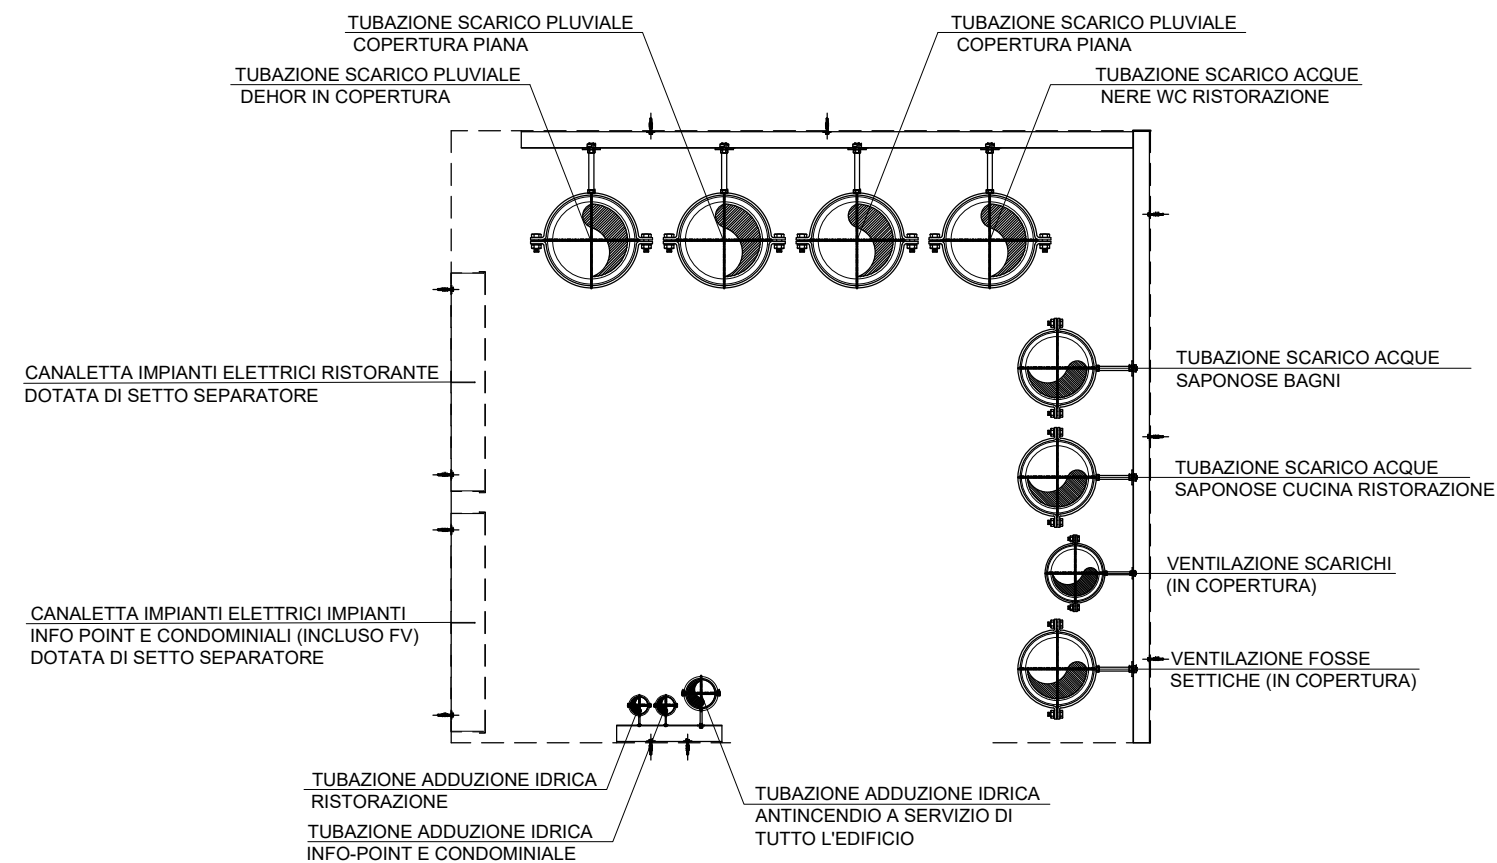 TUBAZIONE SCARICO PLUVIALE
COPERTURA PIANA
TUBAZIONE SCARICO PLUVIALE
COPERTURA PIANA
TUBAZIONE SCARICO PLUVIALE
DEHOR IN COPERTURA
TUBAZIONE SCARICO ACQUE
NERE WC RISTORAZIONE
CANALETTA IMPIANTI ELETTRICI RISTORANTE
DOTATA DI SETTO SEPARATORE
TUBAZIONE SCARICO ACQUE
SAPONOSE BAGNI
TUBAZIONE SCARICO ACQUE
SAPONOSE CUCINA RISTORAZIONE
VENTILAZIONE SCARICHI
(IN COPERTURA)
CANALETTA IMPIANTI ELETTRICI IMPIANTI
INFO POINT E CONDOMINIALI (INCLUSO FV)
DOTATA DI SETTO SEPARATORE
VENTILAZIONE FOSSE
SETTICHE (IN COPERTURA)
TUBAZIONE ADDUZIONE IDRICA
RISTORAZIONE
TUBAZIONE ADDUZIONE IDRICA
INFO-POINT E CONDOMINIALE
TUBAZIONE ADDUZIONE IDRICA
ANTINCENDIO A SERVIZIO DI
TUTTO L'EDIFICIO